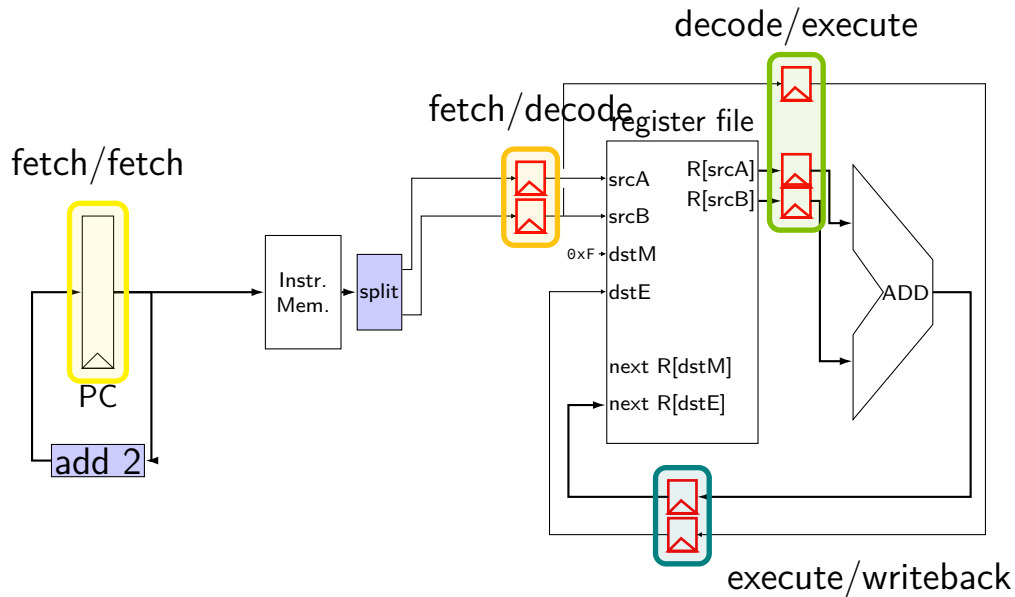 decode/execute
fetch/decode
register file
fetch/fetch
R[srcA]
srcA
R[srcB]
srcB
0xF
dstM
Instr.
Mem.
split
dstE
ADD
next R[dstM]
PC
next R[dstE]
add 2
execute/writeback